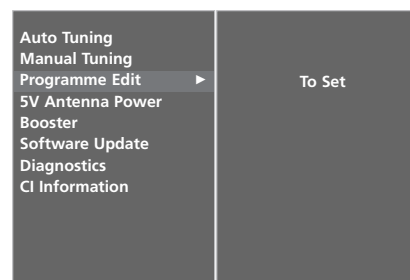 Auto Tuning
Manual Tuning
Programme Edit ►
To Set
5V Antenna Power
Booster
Software Update
Diagnostics
CI Information